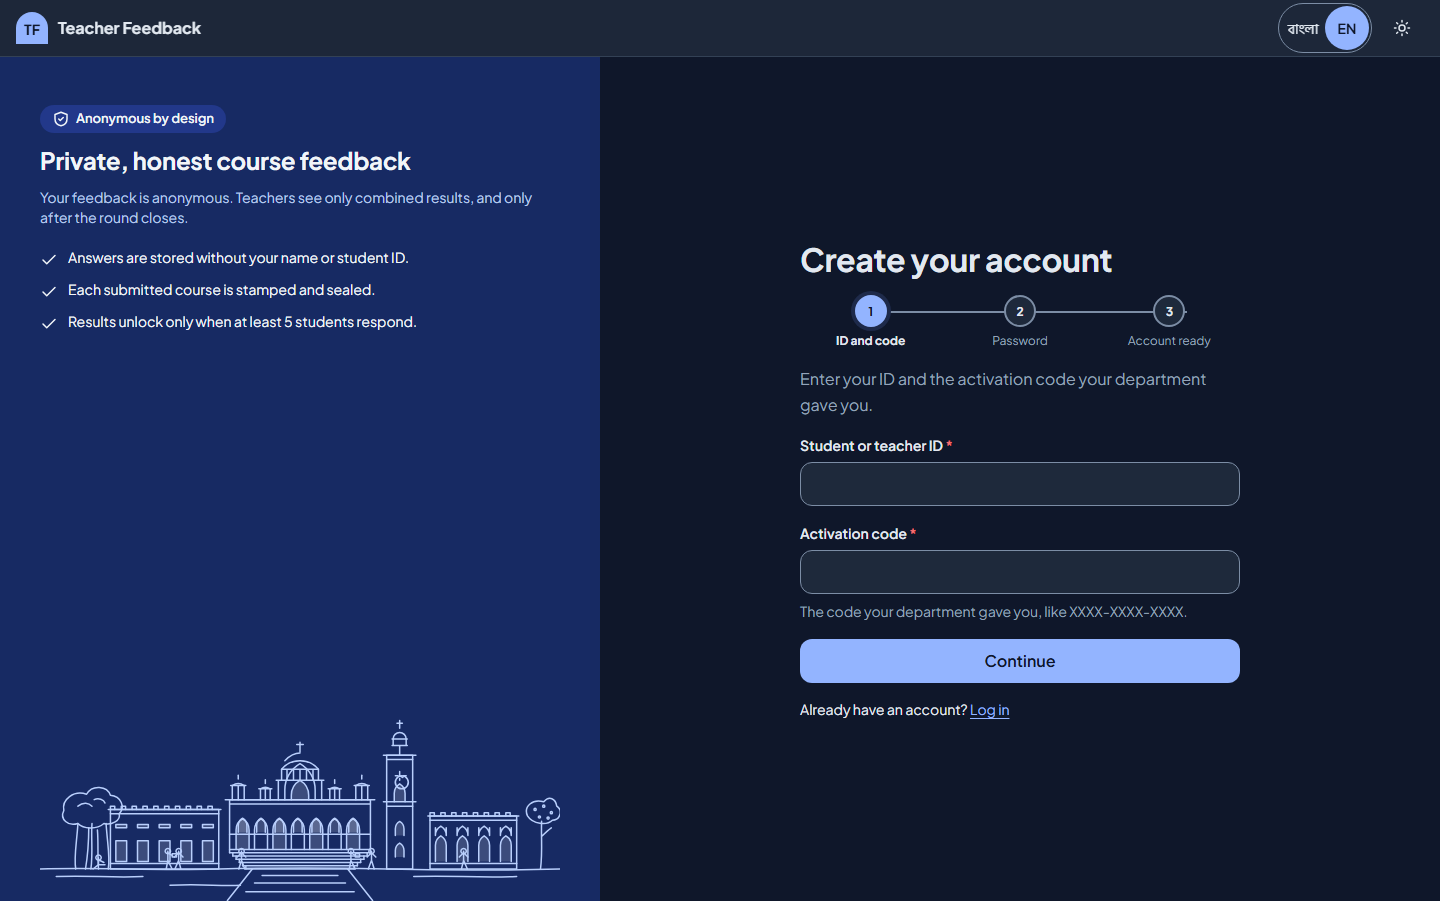 TF Teacher Feedback
বাংলা EN
Anonymous by design
Private, honest course feedback
Your feedback is anonymous. Teachers see only combined results, and only
after the round closes.
Answers are stored without your name or student ID.
Each submitted course is stamped and sealed.
Results unlock only when at least 5 students respond.
Create your account
1 2 3
ID and code Password Account ready
Enter your ID and the activation code your department
gave you.
Student or teacher ID *
Activation code *
The code your department gave you, like XXXX-XXXX-XXXX.
Continue
Already have an account? Log in